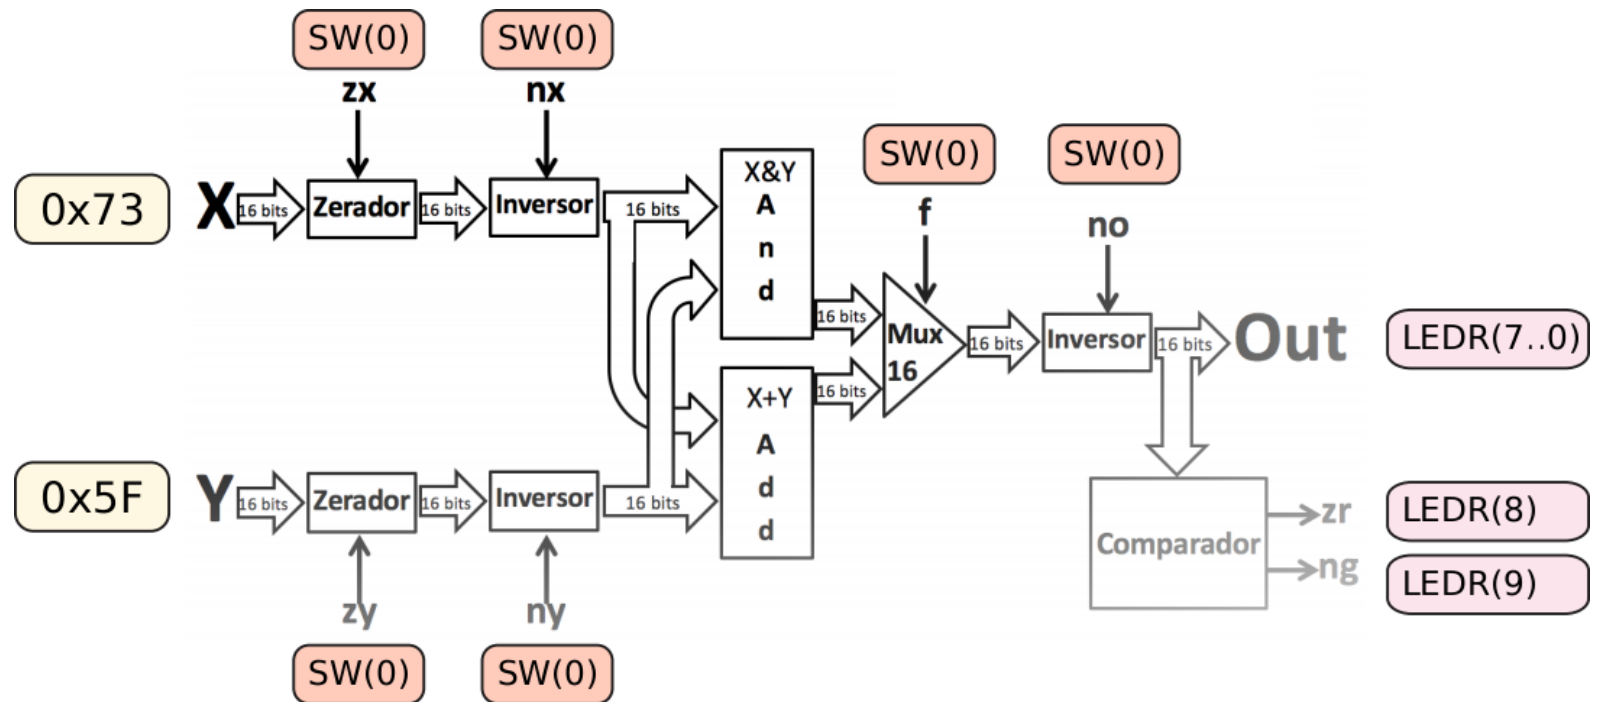 SW(0)
SW(0)
zx
nx
SW(0)
SW(0)
f
no
0x73
X
16 bits
Zerador
16 bits
Inversor
16 bits
X&Y
A
n
d
16 bits
Mux
16
16 bits
Inversor
16 bits
Out
LEDR(7..0)
16 bits
X+Y
A
d
d
0x5F
Y
16 bits
Zerador
16 bits
Inversor
16 bits
zy
ny
SW(0)
SW(0)
Comparador
zr
LEDR(8)
ng
LEDR(9)